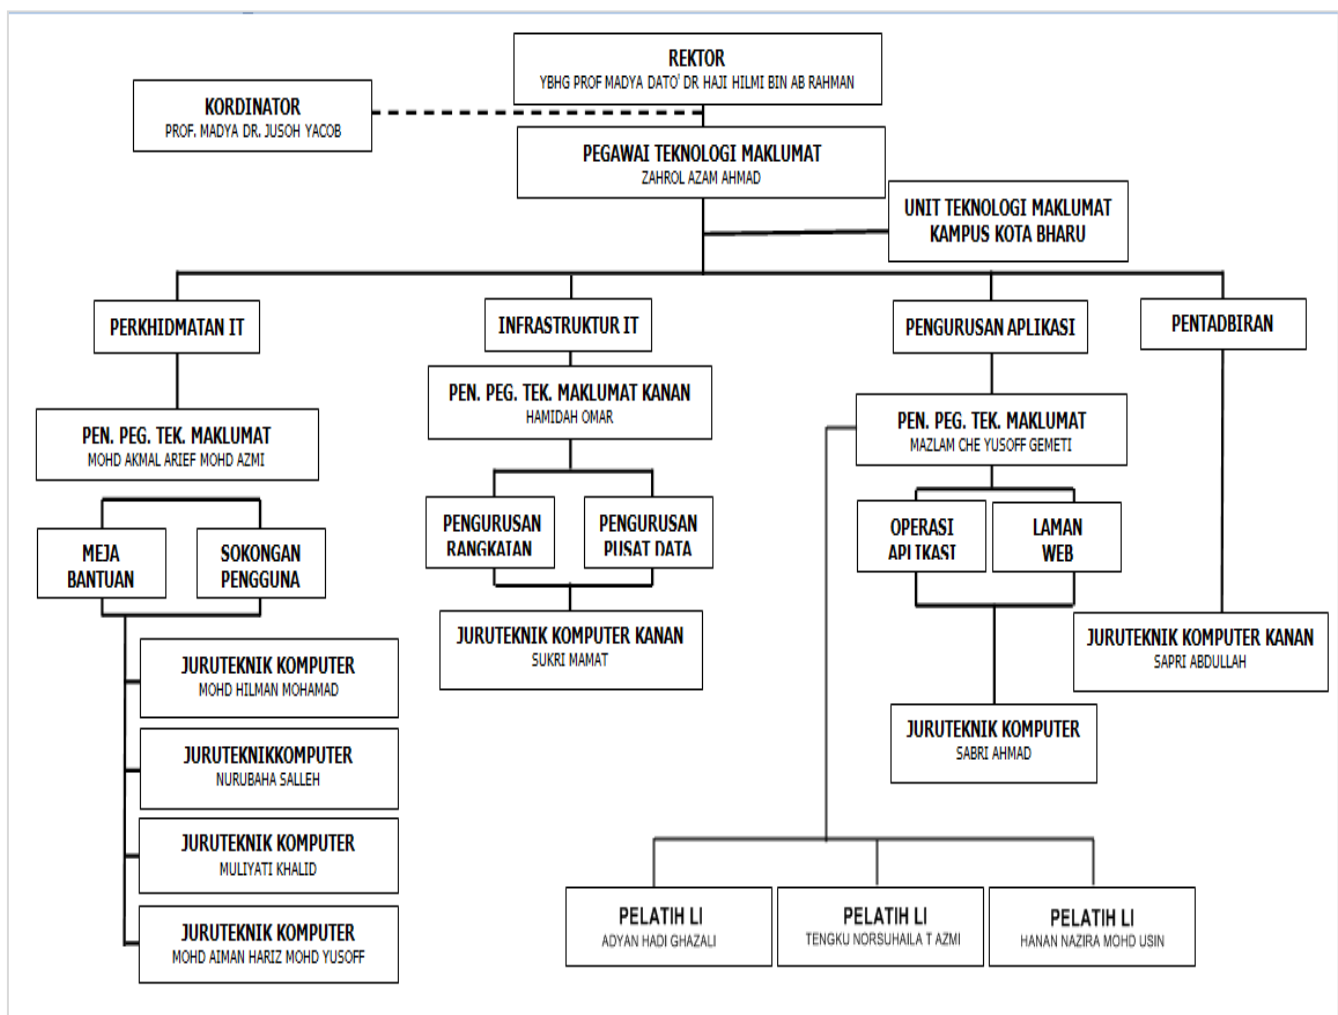 REKTOR
YBHG PROF MADYA DATO' DR HAJI HILMI BIN AB RAHMAN
KORDINATOR
PROF. MADYA DR. JUSOH YACOB
PEGAWAI TEKNOLOGI MAKLUMAT
ZAHROL AZAM AHMAD
UNIT TEKNOLOGI MAKLUMAT
KAMPUS KOTA BHARU
PERKHIDMATAN IT
INFRASTRUKTUR IT
PENGURUSAN APLIKASI
PENTADBIRAN
PEN. PEG. TEK. MAKLUMAT
MOHD AKMAL ARIEF MOHD AZMI
PEN. PEG. TEK. MAKLUMAT KANAN
HAMIDAH OMAR
PEN. PEG. TEK. MAKLUMAT
MAZLAM CHE YUSOFF GEMETI
MEJA
BANTUAN
SOKONGAN
PENGGUNA
PENGURUSAN
RANGKATAN
PENGURUSAN
PUSAT DATA
OPERASI
APLIKASI
LAMAN
WEB
JURUTEKNIK KOMPUTER
MOHD HILMAN MOHAMAD
JURUTEKNIKKOMPUTER
NURUBAHA SALLEH
JURUTEKNIK KOMPUTER
MULIYATI KHALID
JURUTEKNIK KOMPUTER
MOHD AIMAN HARIZ MOHD YUSOFF
JURUTEKNIK KOMPUTER KANAN
SUKRI MAMAT
JURUTEKNIK KOMPUTER
SABRI AHMAD
JURUTEKNIK KOMPUTER KANAN
SAPRI ABDULLAH
PELATIH LI
ADYAN HADI GHAZALI
PELATIH LI
TENGKU NORSUHAILA T AZMI
PELATIH LI
HANAN NAZIRA MOHD USIN